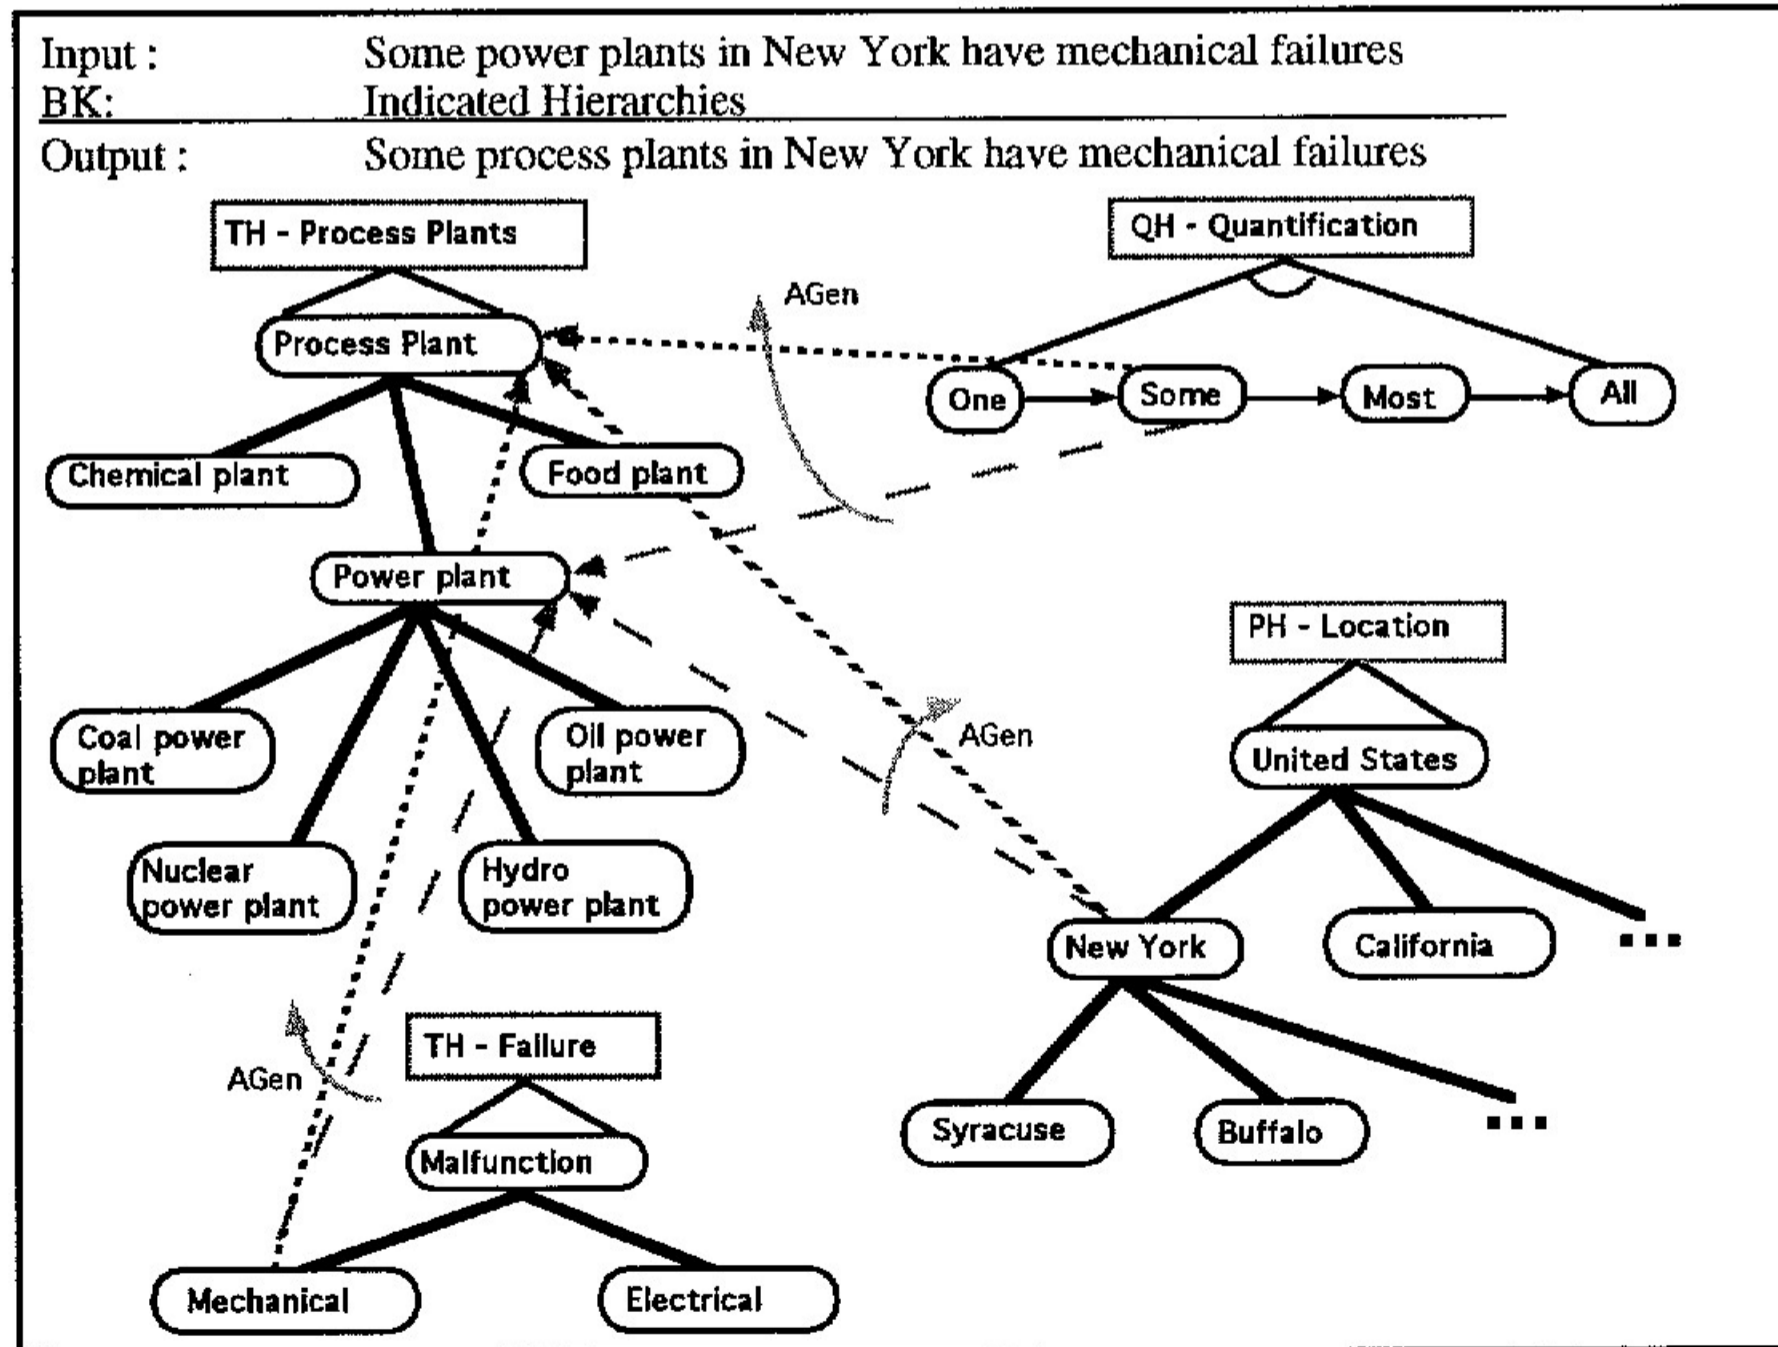 Input : Some power plants in New York have mechanical failures
BK: Indicated Hierarchies
Output : Some process plants in New York have mechanical failures
TH - Process Plants
QH - Quantification
AGen
Process Plant
One
Some
Most
All
Chemical plant
Food plant
Power plant
PH - Location
Coal power
plant
Oil power
plant
AGen
United States
Nuclear
power plant
Hydro
power plant
New York
California
...
TH - Failure
AGen
Syracuse
Buffalo
...
Malfunction
Mechanical
Electrical